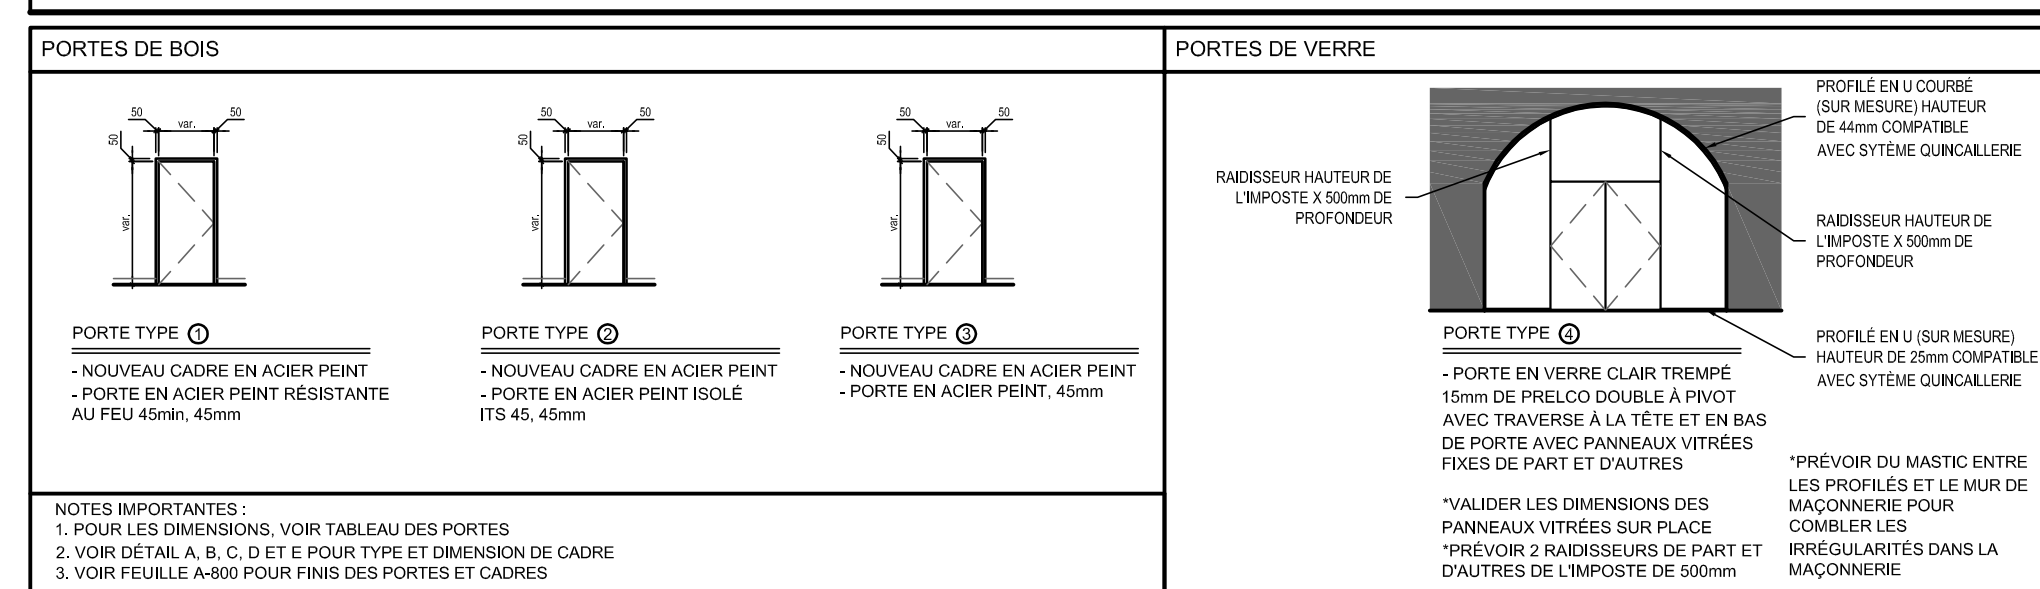 PORTES DE BOIS
50
50
var.
50
var.
PORTE TYPE 1
- NOUVEAU CADRE EN ACIER PEINT
- PORTE EN ACIER PEINT RÉSISTANTE
AU FEU 45min, 45mm
50
50
var.
50
var.
PORTE TYPE 2
- NOUVEAU CADRE EN ACIER PEINT
- PORTE EN ACIER PEINT ISOLÉ
ITS 45, 45mm
50
50
var.
50
var.
PORTE TYPE 3
- NOUVEAU CADRE EN ACIER PEINT
- PORTE EN ACIER PEINT, 45mm
NOTES IMPORTANTES :
1. POUR LES DIMENSIONS, VOIR TABLEAU DES PORTES
2. VOIR DÉTAIL A, B, C, D ET E POUR TYPE ET DIMENSION DE CADRE
3. VOIR FEUILLE A-800 POUR FINIS DES PORTES ET CADRES
PORTES DE VERRE
RAIDISSEUR HAUTEUR DE
L'IMPOSTE X 500mm DE
PROFONDEUR
PROFILÉ EN U COURBÉ
(SUR MESURE) HAUTEUR
DE 44mm COMPATIBLE
AVEC SYTÈME QUINCAILLERIE
RAIDISSEUR HAUTEUR DE
L'IMPOSTE X 500mm DE
PROFONDEUR
PROFILÉ EN U (SUR MESURE)
HAUTEUR DE 25mm COMPATIBLE
AVEC SYTÈME QUINCAILLERIE
PORTE TYPE 4
- PORTE EN VERRE CLAIR TREMPÉ
15mm DE PRELCO DOUBLE À PIVOT
AVEC TRAVERSE À LA TÊTE ET EN BAS
DE PORTE AVEC PANNEAUX VITRÉES
FIXES DE PART ET D'AUTRES
*VALIDER LES DIMENSIONS DES
PANNEAUX VITRÉES SUR PLACE
*PRÉVOIR 2 RAIDISSEURS DE PART ET
D'AUTRES DE L'IMPOSTE DE 500mm
*PRÉVOIR DU MASTIC ENTRE
LES PROFILÉS ET LE MUR DE
MAÇONNERIE POUR
COMBLER LES
IRRÉGULARITÉS DANS LA
MAÇONNERIE